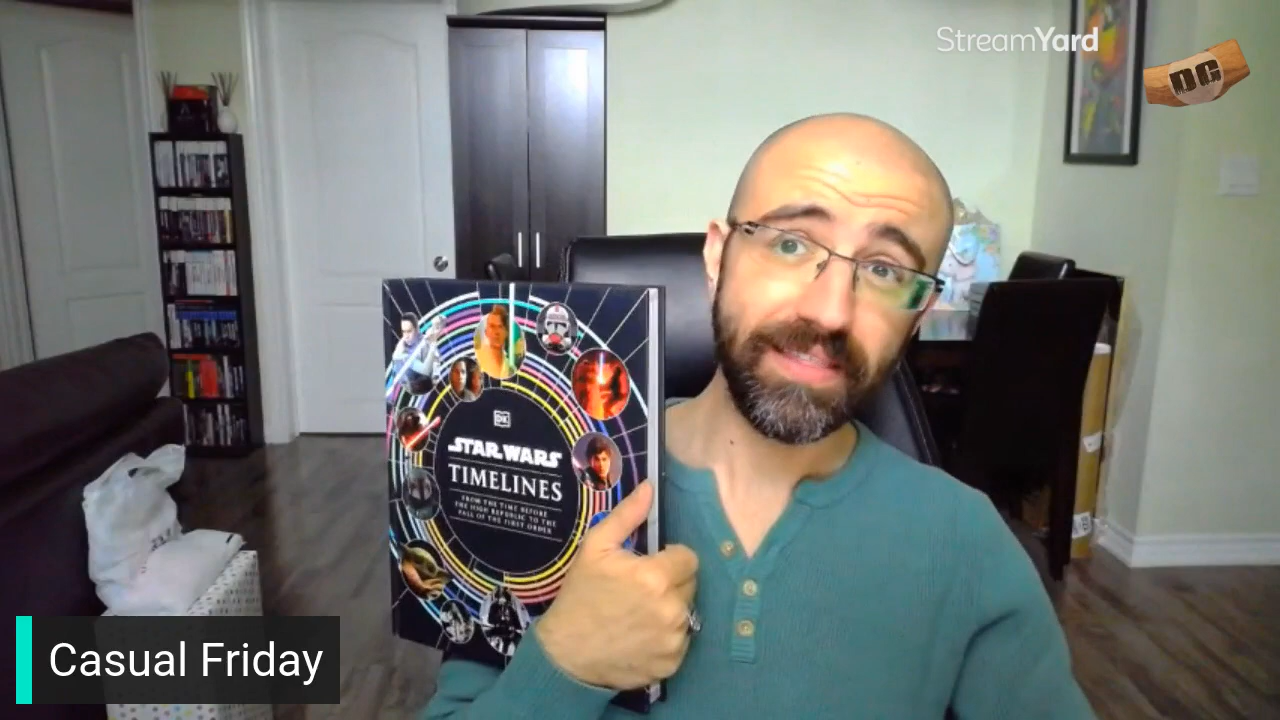 StreamYard
DG
DK
STAR WARS
TIMELINES
FROM THE TIME BEFORE
THE HIGH REPUBLIC TO THE
FALL OF THE FIRST ORDER
Casual Friday